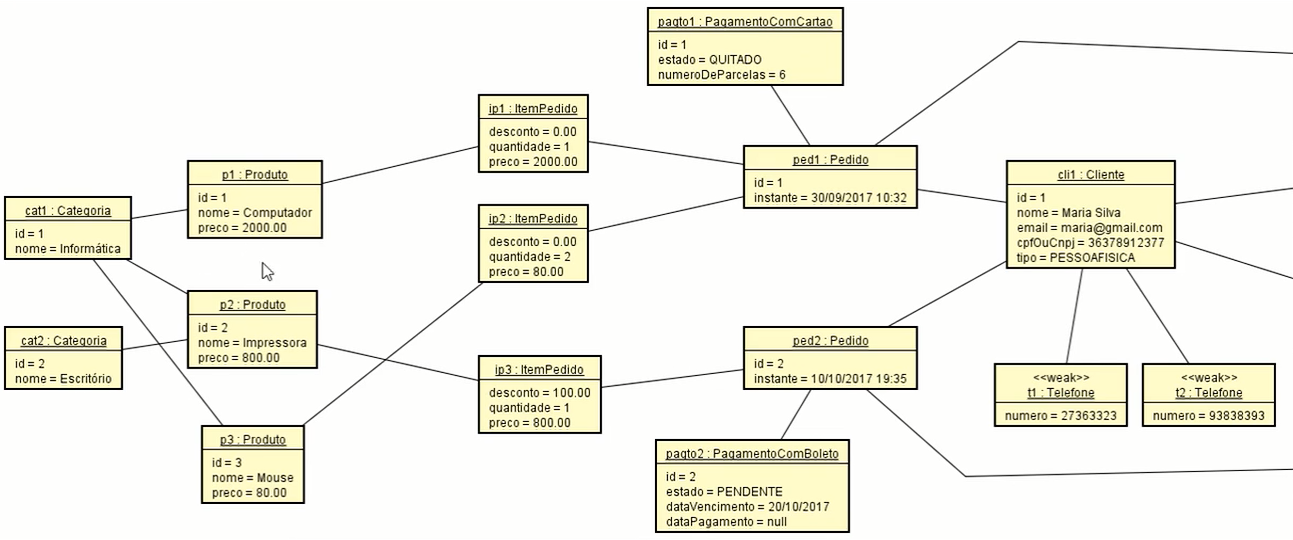 pagto1 : PagamentoComCartao
id = 1
estado = QUITADO
numeroDeParcelas = 6
ip1 : ItemPedido
desconto = 0.00
quantidade = 1
preco = 2000.00
p1 : Produto
id = 1
nome = Computador
preco = 2000.00
ped1 : Pedido
id = 1
instante = 30/09/2017 10:32
cli1 : Cliente
id = 1
nome = Maria Silva
email = maria@gmail.com
cpfOuCnpj = 36378912377
tipo = PESSOAFISICA
cat1 : Categoria
id = 1
nome = Informática
ip2 : ItemPedido
desconto = 0.00
quantidade = 2
preco = 80.00
p2 : Produto
id = 2
nome = Impressora
preco = 800.00
cat2 : Categoria
id = 2
nome = Escritório
ped2 : Pedido
id = 2
instante = 10/10/2017 19:35
ip3 : ItemPedido
desconto = 100.00
quantidade = 1
preco = 800.00
<<weak>>
t1 : Telefone
numero = 27363323
<<weak>>
t2 : Telefone
numero = 93838393
p3 : Produto
id = 3
nome = Mouse
preco = 80.00
pagto2 : PagamentoComBoleto
id = 2
estado = PENDENTE
dataVencimento = 20/10/2017
dataPagamento = null